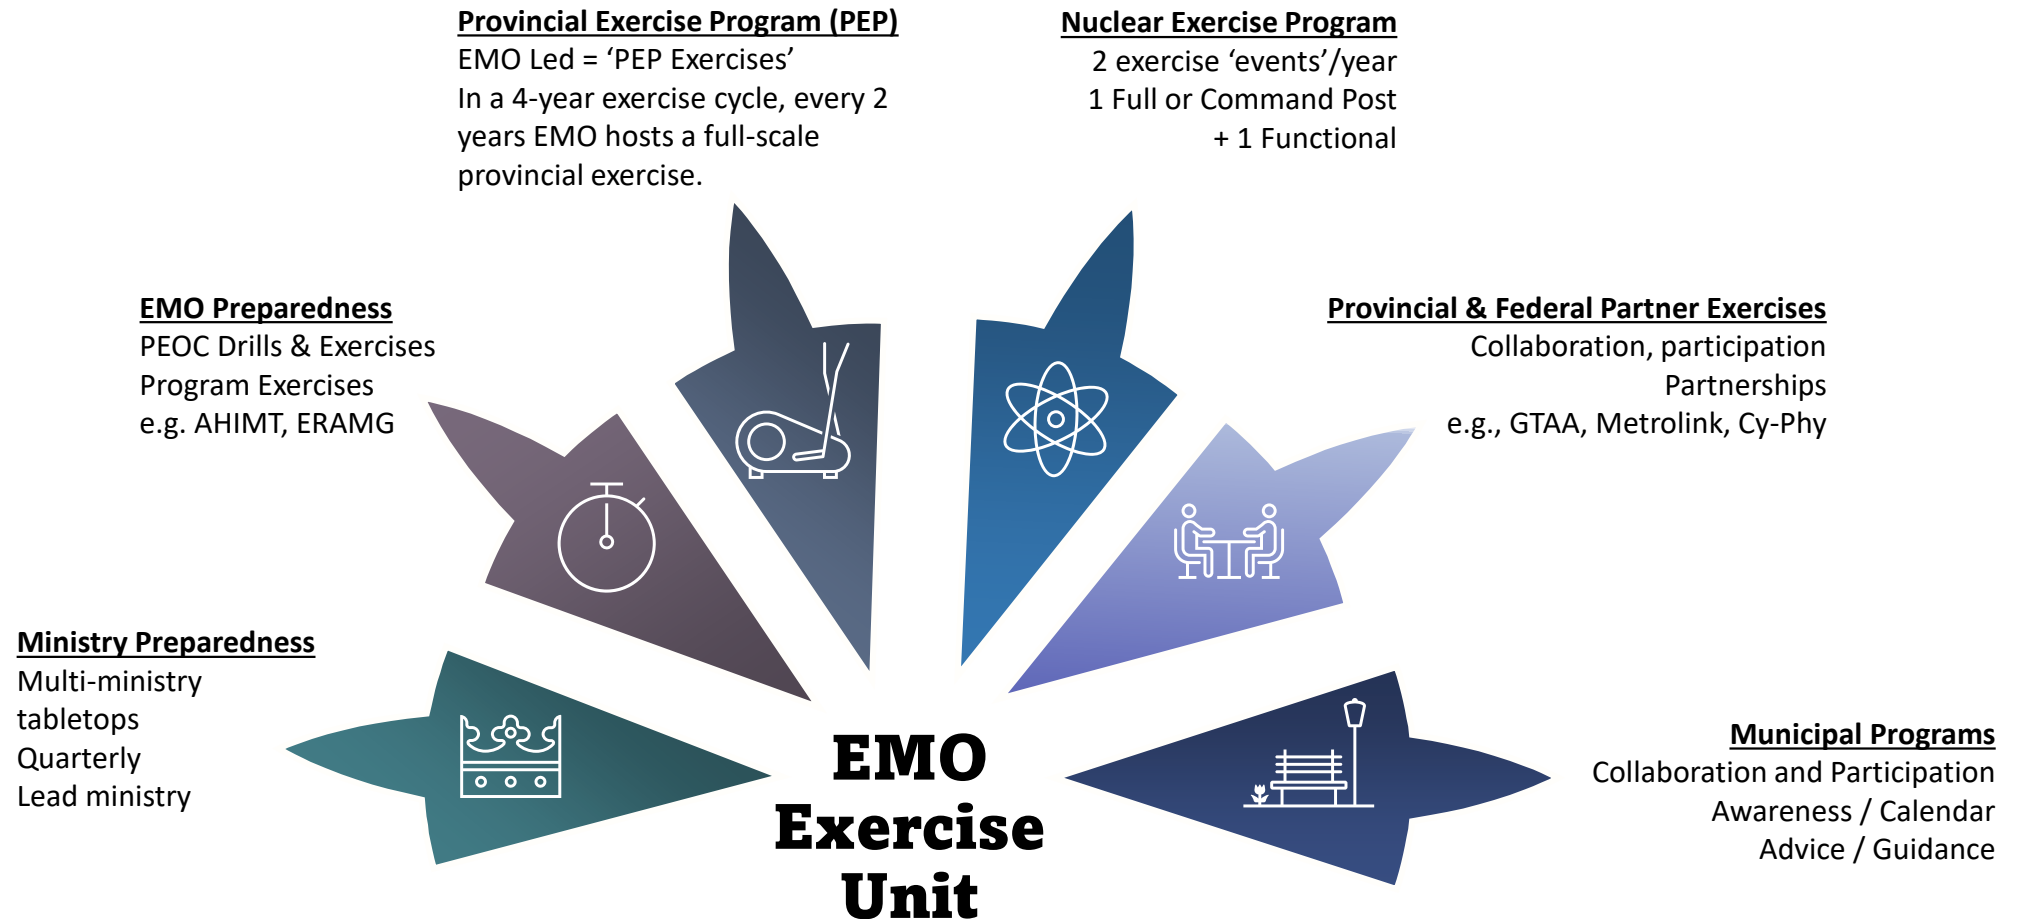 Provincial Exercise Program (PEP)
EMO Led = ‘PEP Exercises’
In a 4-year exercise cycle, every 2
years EMO hosts a full-scale
provincial exercise.
Nuclear Exercise Program
2 exercise ‘events’/year
1 Full or Command Post
+ 1 Functional
EMO Preparedness
PEOC Drills & Exercises
Program Exercises
e.g. AHIMT, ERAMG
Provincial & Federal Partner Exercises
Collaboration, participation
Partnerships
e.g., GTAA, Metrolink, Cy-Phy
Ministry Preparedness
Multi-ministry
tabletops
Quarterly
Lead ministry
Municipal Programs
Collaboration and Participation
Awareness / Calendar
Advice / Guidance
EMO
Exercise
Unit